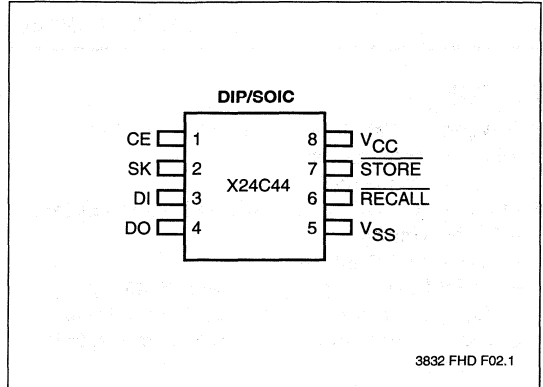 DIP/SOIC
CE 1 8 VCC
SK 2 7 STORE
X24C44
DI 3 6 RECALL
DO 4 5 VSS
3832 FHD F02.1